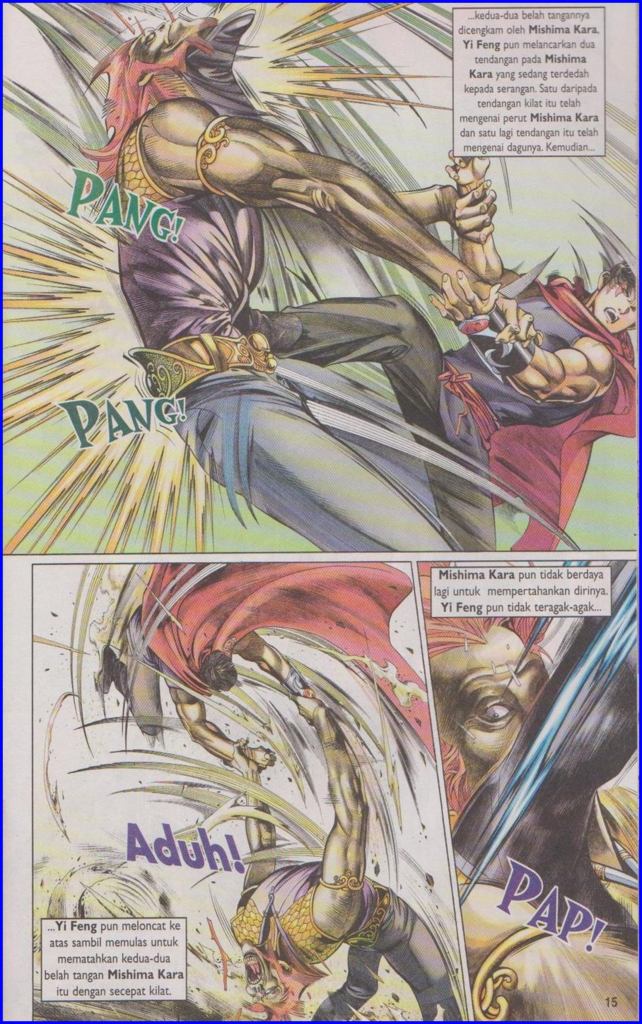 ...kedua-dua belah tangannya
dicengkam oleh Mishima Kara,
Yi Feng pun melancarkan dua
tendangan pada Mishima
Kara yang sedang terdedah
kepada serangan. Satu daripada
tendangan kilat itu telah
mengenai perut Mishima Kara
dan satu lagi tendangan itu telah
mengenai dagunya. Kemudian...
PANG!
PANG!
Aduh!
...Yi Feng pun meloncat ke
atas sambil memulas untuk
mematahkan kedua-dua
belah tangan Mishima Kara
itu dengan secepat kilat.
Mishima Kara pun tidak berdaya
lagi untuk mempertahankan dirinya.
Yi Feng pun tidak teragak-agak...
PAP!
15